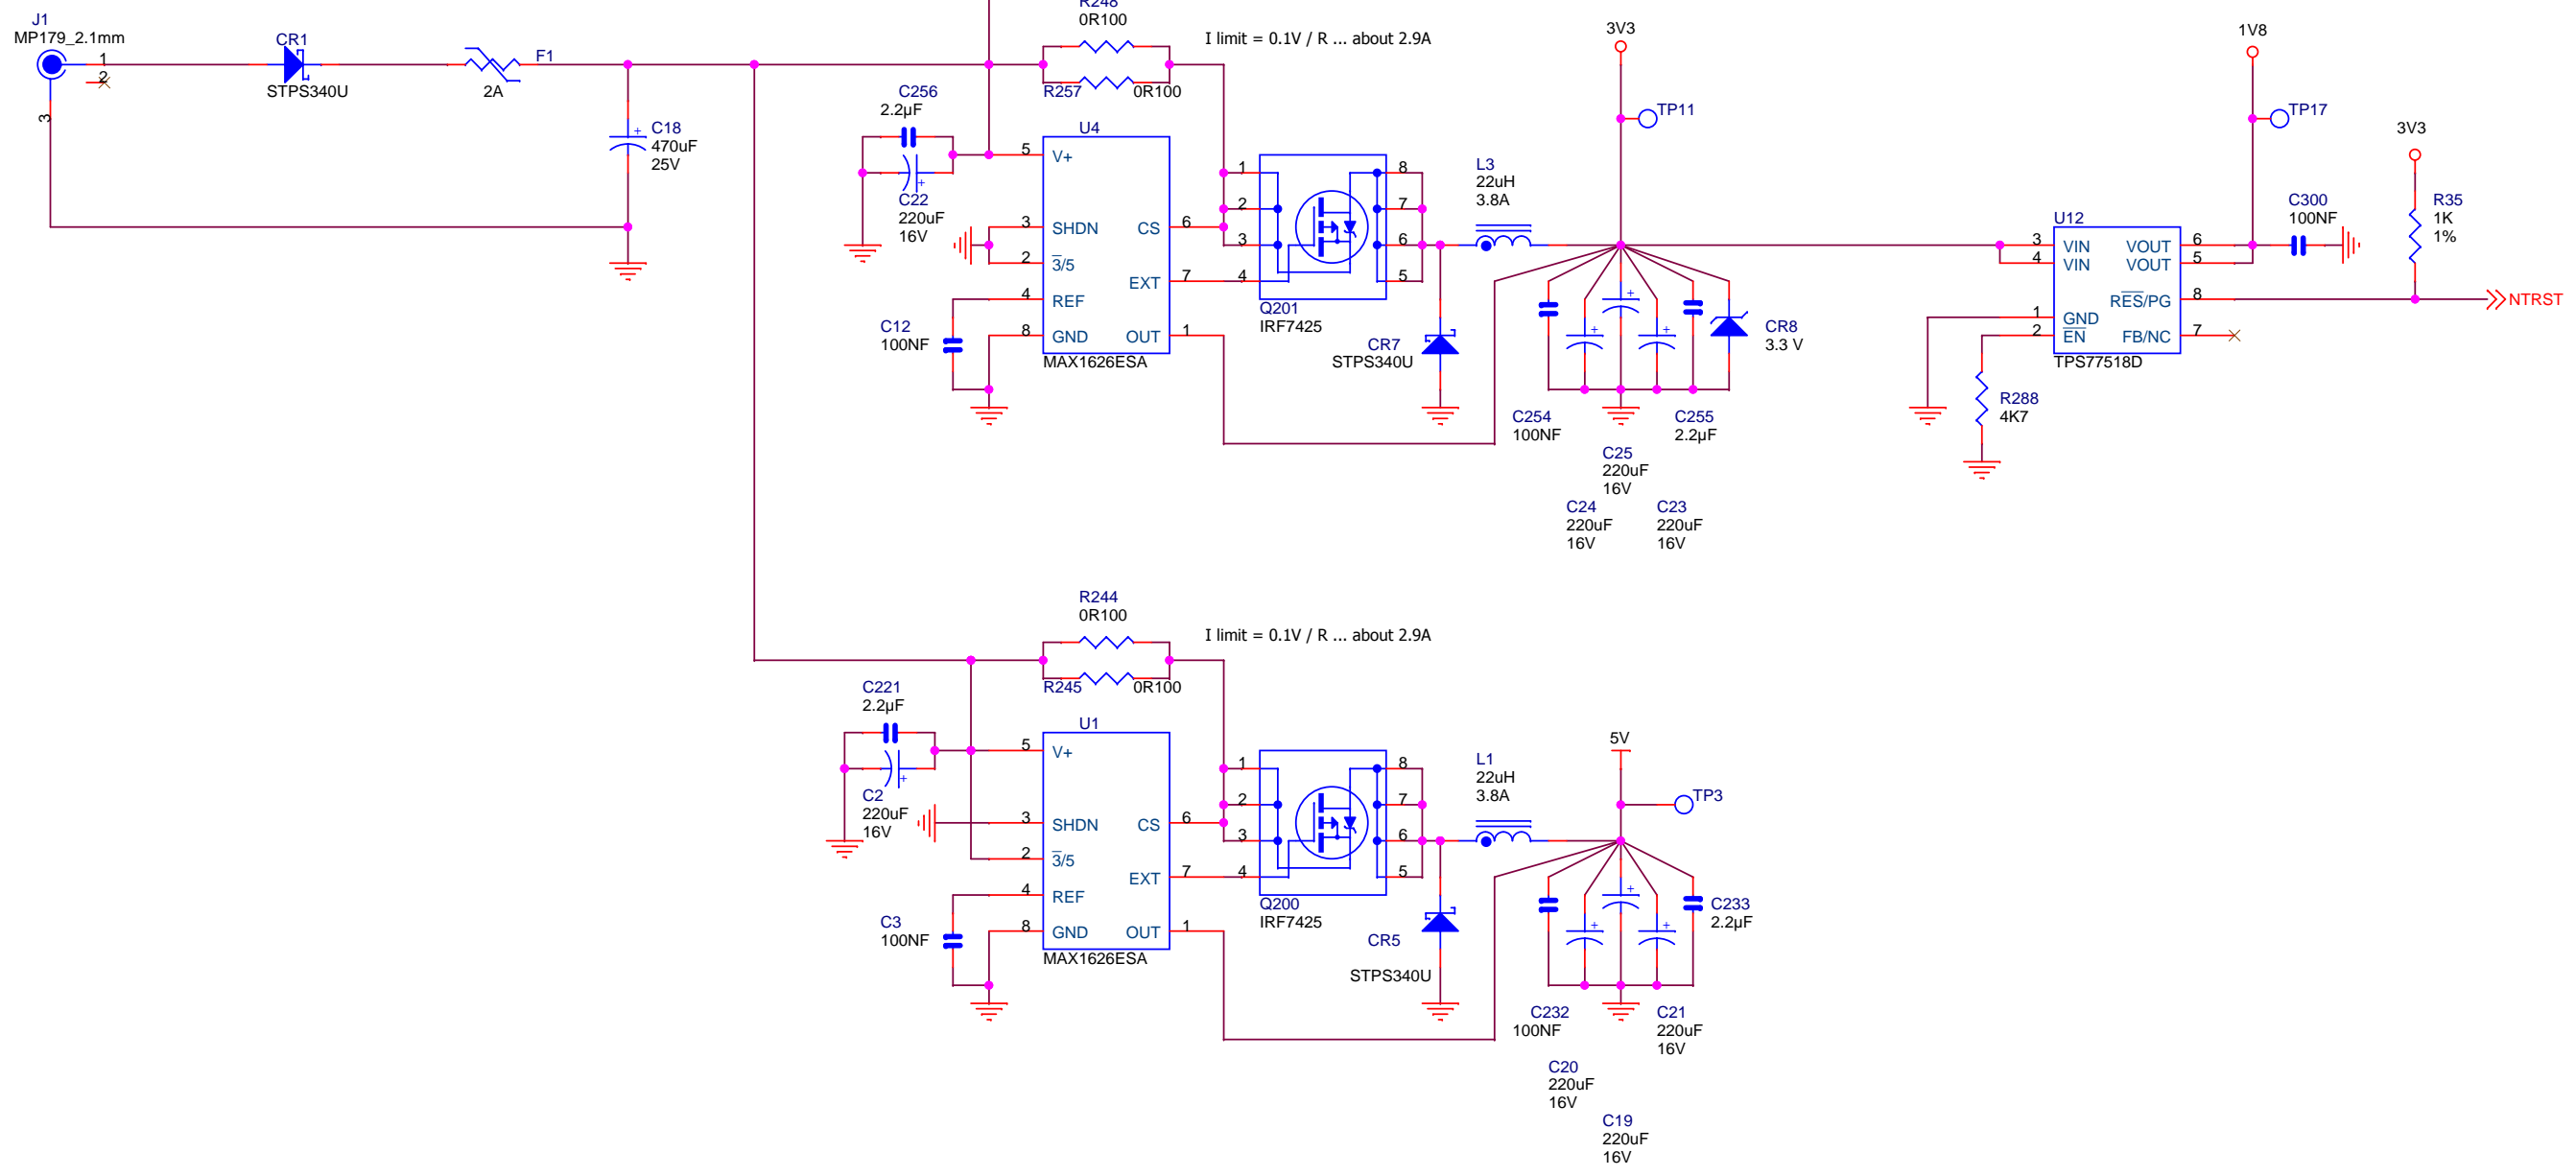 J1
MP179_2.1mm
1
2
3
CR1
STPS340U
F1
2A
C18
470uF
25V
R248
0R100
R257
0R100
I limit = 0.1V / R ... about 2.9A
C256
2.2µF
C22
220uF
16V
C12
100NF
U4
5 V+
3 SHDN
2 3/5
4 REF
8 GND
CS 6
EXT 7
OUT 1
MAX1626ESA
1
2
3
4
8
7
6
5
Q201
IRF7425
CR7
STPS340U
L3
22uH
3.8A
3V3
TP11
C254
100NF
C25
220uF
16V
C24
220uF
16V
C23
220uF
16V
C255
2.2µF
CR8
3.3 V
U12
3 VIN
4 VIN
1 GND
2 EN
VOUT 6
VOUT 5
RES/PG 8
FB/NC 7
TPS77518D
R288
4K7
1V8
TP17
C300
100NF
3V3
R35
1K
1%
NTRST
R244
0R100
R245
0R100
I limit = 0.1V / R ... about 2.9A
C221
2.2µF
C2
220uF
16V
C3
100NF
U1
5 V+
3 SHDN
2 3/5
4 REF
8 GND
CS 6
EXT 7
OUT 1
MAX1626ESA
1
2
3
4
8
7
6
5
Q200
IRF7425
CR5
STPS340U
L1
22uH
3.8A
5V
TP3
C233
2.2µF
C232
100NF
C21
220uF
16V
C20
220uF
16V
C19
220uF
16V